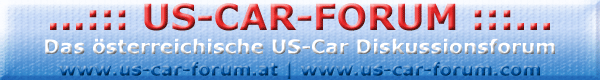 ...::: US-CAR-FORUM :::...
Das österreichische US-Car Diskussionsforum
www.us-car-forum.at | www.us-car-forum.com